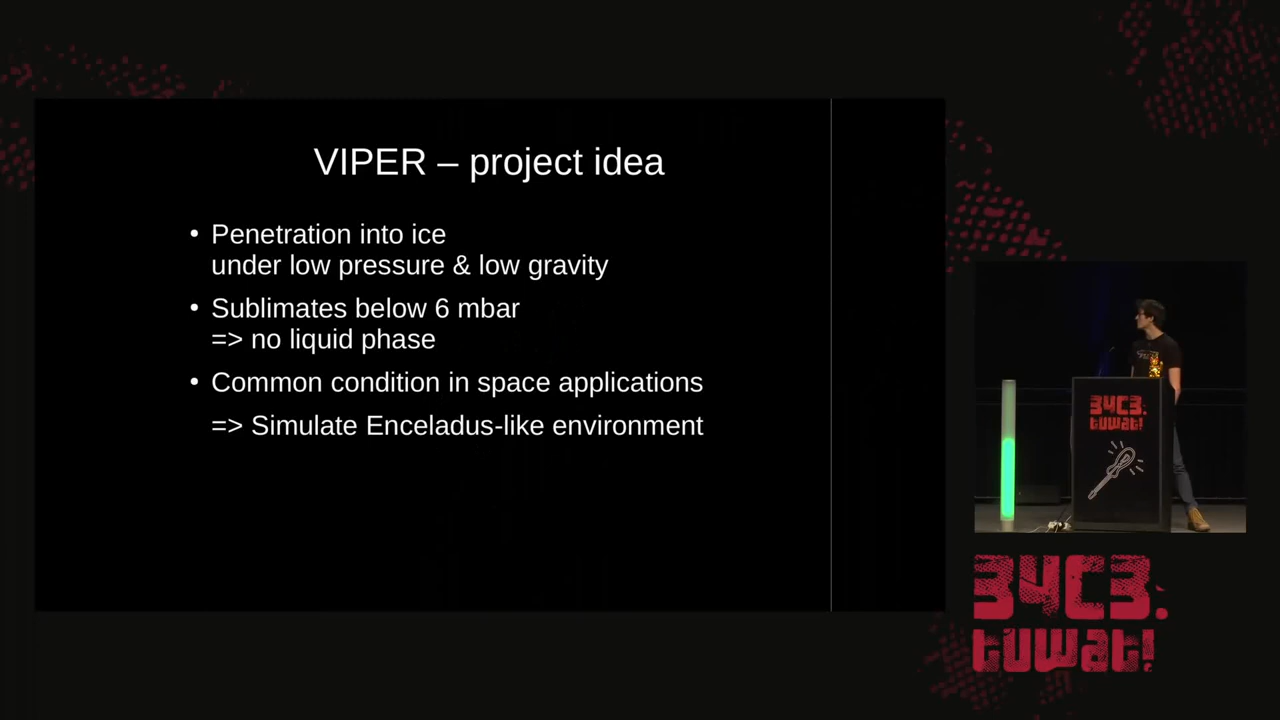 VIPER – project idea
• Penetration into ice
under low pressure & low gravity
• Sublimates below 6 mbar
=> no liquid phase
• Common condition in space applications
=> Simulate Enceladus-like environment
34C3.
tuwat!
34C3.
tuwat!